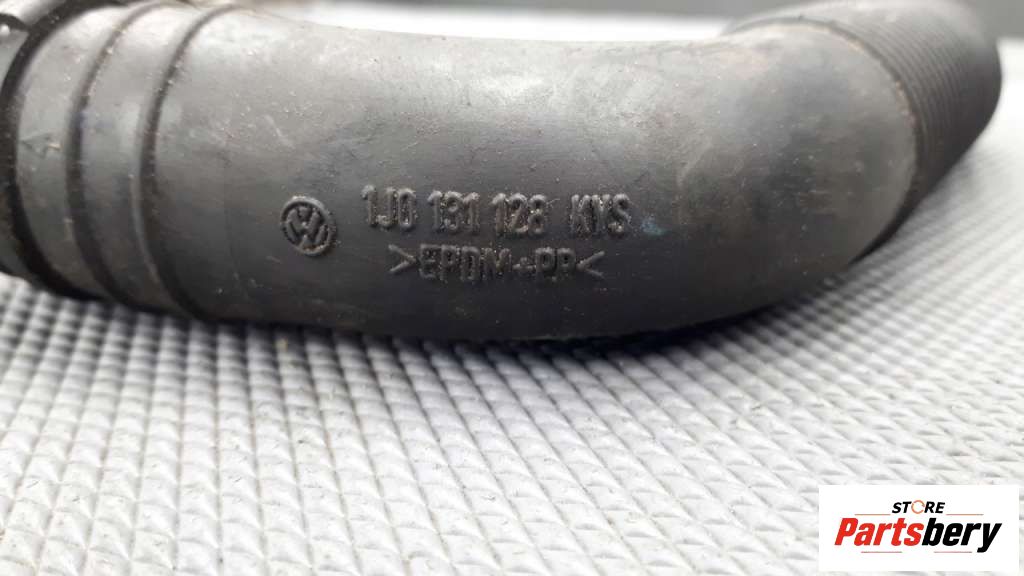 1J0 131 128 KYS
>EPDM+PP<
STORE
Partsbery